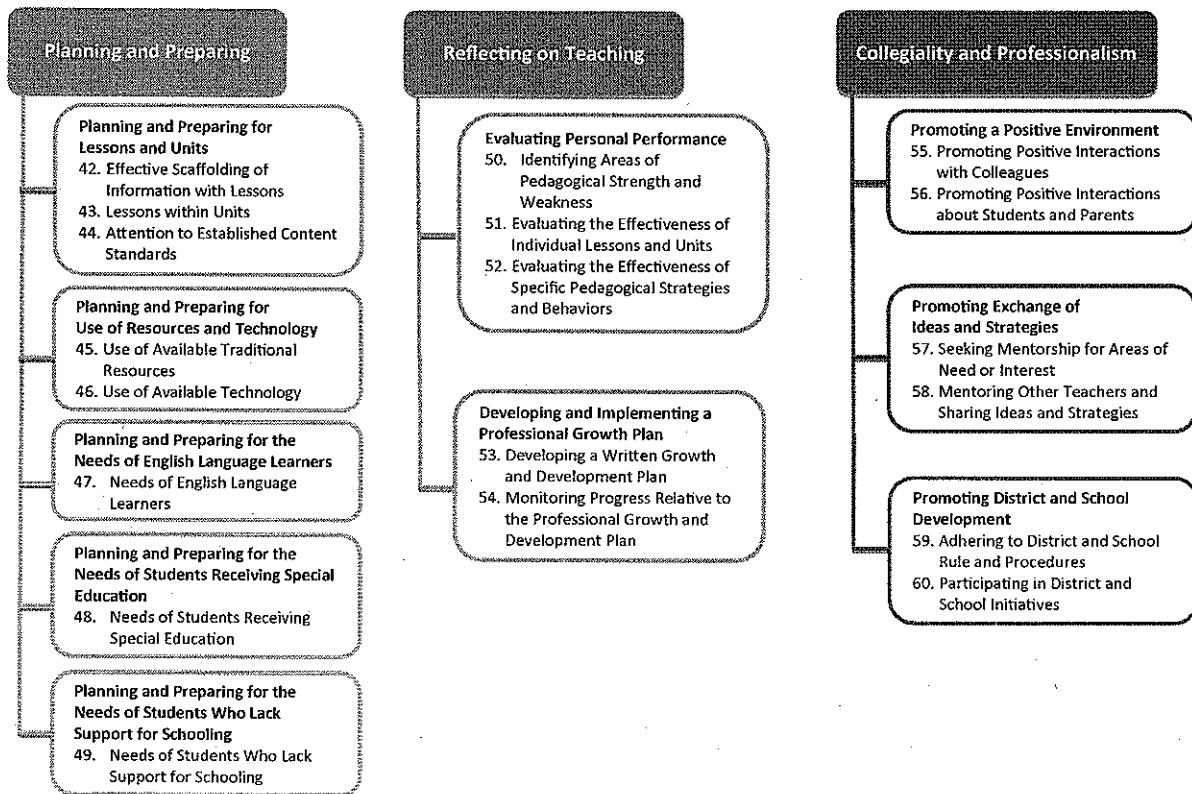 Planning and Preparing
Planning and Preparing for
Lessons and Units
42. Effective Scaffolding of
Information with Lessons
43. Lessons within Units
44. Attention to Established Content
Standards
Planning and Preparing for
Use of Resources and Technology
45. Use of Available Traditional
Resources
46. Use of Available Technology
Planning and Preparing for the
Needs of English Language Learners
47. Needs of English Language
Learners
Planning and Preparing for the
Needs of Students Receiving Special
Education
48. Needs of Students Receiving
Special Education
Planning and Preparing for the
Needs of Students Who Lack
Support for Schooling
49. Needs of Students Who Lack
Support for Schooling
Reflecting on Teaching
Evaluating Personal Performance
50. Identifying Areas of
Pedagogical Strength and
Weakness
51. Evaluating the Effectiveness of
Individual Lessons and Units
52. Evaluating the Effectiveness of
Specific Pedagogical Strategies
and Behaviors
Developing and Implementing a
Professional Growth Plan
53. Developing a Written Growth
and Development Plan
54. Monitoring Progress Relative to
the Professional Growth and
Development Plan
Collegiality and Professionalism
Promoting a Positive Environment
55. Promoting Positive Interactions
with Colleagues
56. Promoting Positive Interactions
about Students and Parents
Promoting Exchange of
Ideas and Strategies
57. Seeking Mentorship for Areas of
Need or Interest
58. Mentoring Other Teachers and
Sharing Ideas and Strategies
Promoting District and School
Development
59. Adhering to District and School
Rule and Procedures
60. Participating in District and
School Initiatives